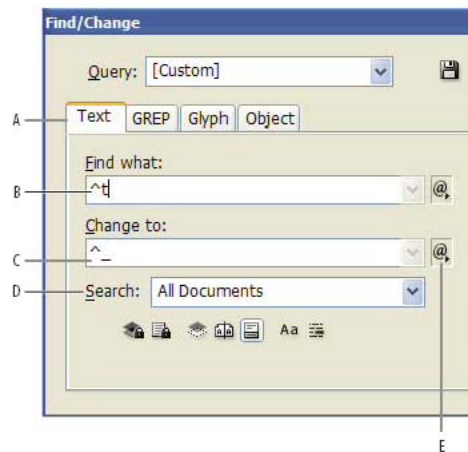 Find/Change
Query: [Custom]
A Text GREP Glyph Object
Find what:
B ^t @
Change to:
C ^_ @
D Search: All Documents
Aa
E